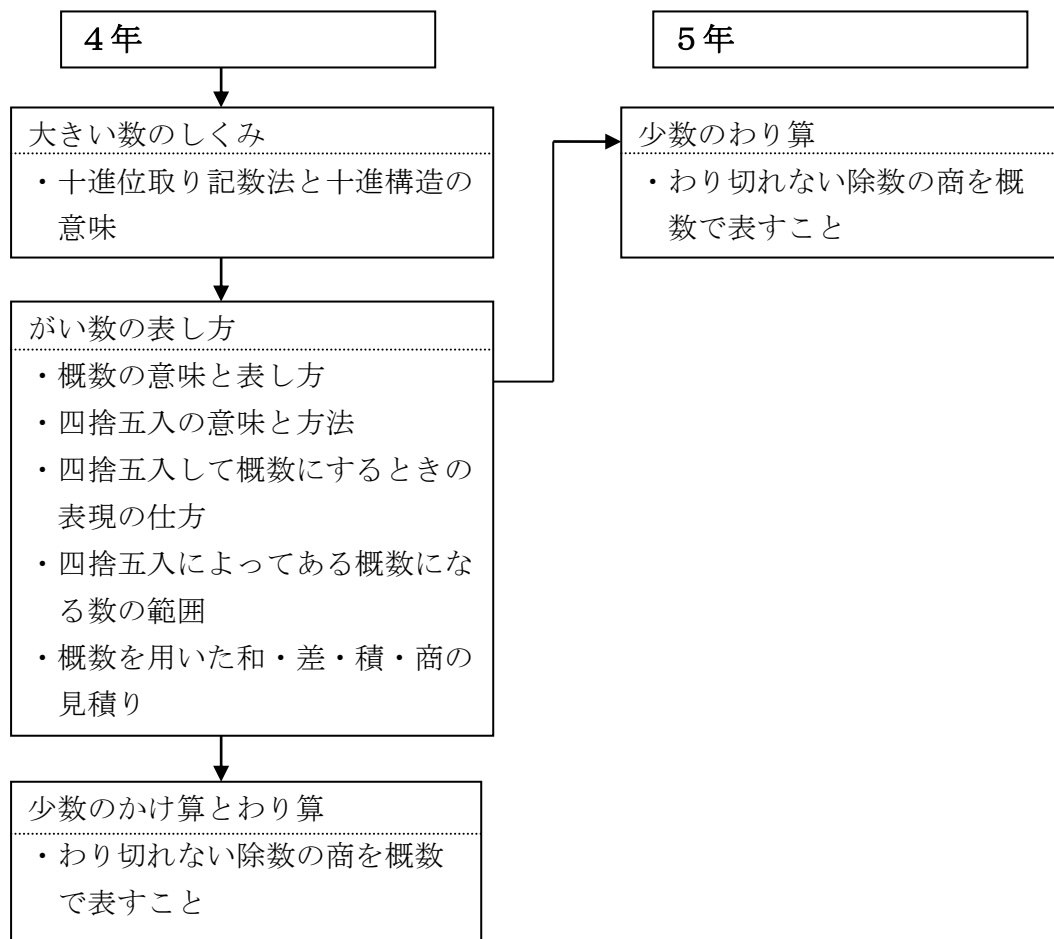 ４年
大きい数のしくみ
・十進位取り記数法と十進構造の
意味
がい数の表し方
・概数の意味と表し方
・四捨五入の意味と方法
・四捨五入して概数にするときの
表現の仕方
・四捨五入によってある概数にな
る数の範囲
・概数を用いた和・差・積・商の
見積り
少数のかけ算とわり算
・わり切れない除数の商を概数
で表すこと
５年
少数のわり算
・わり切れない除数の商を概
数で表すこと